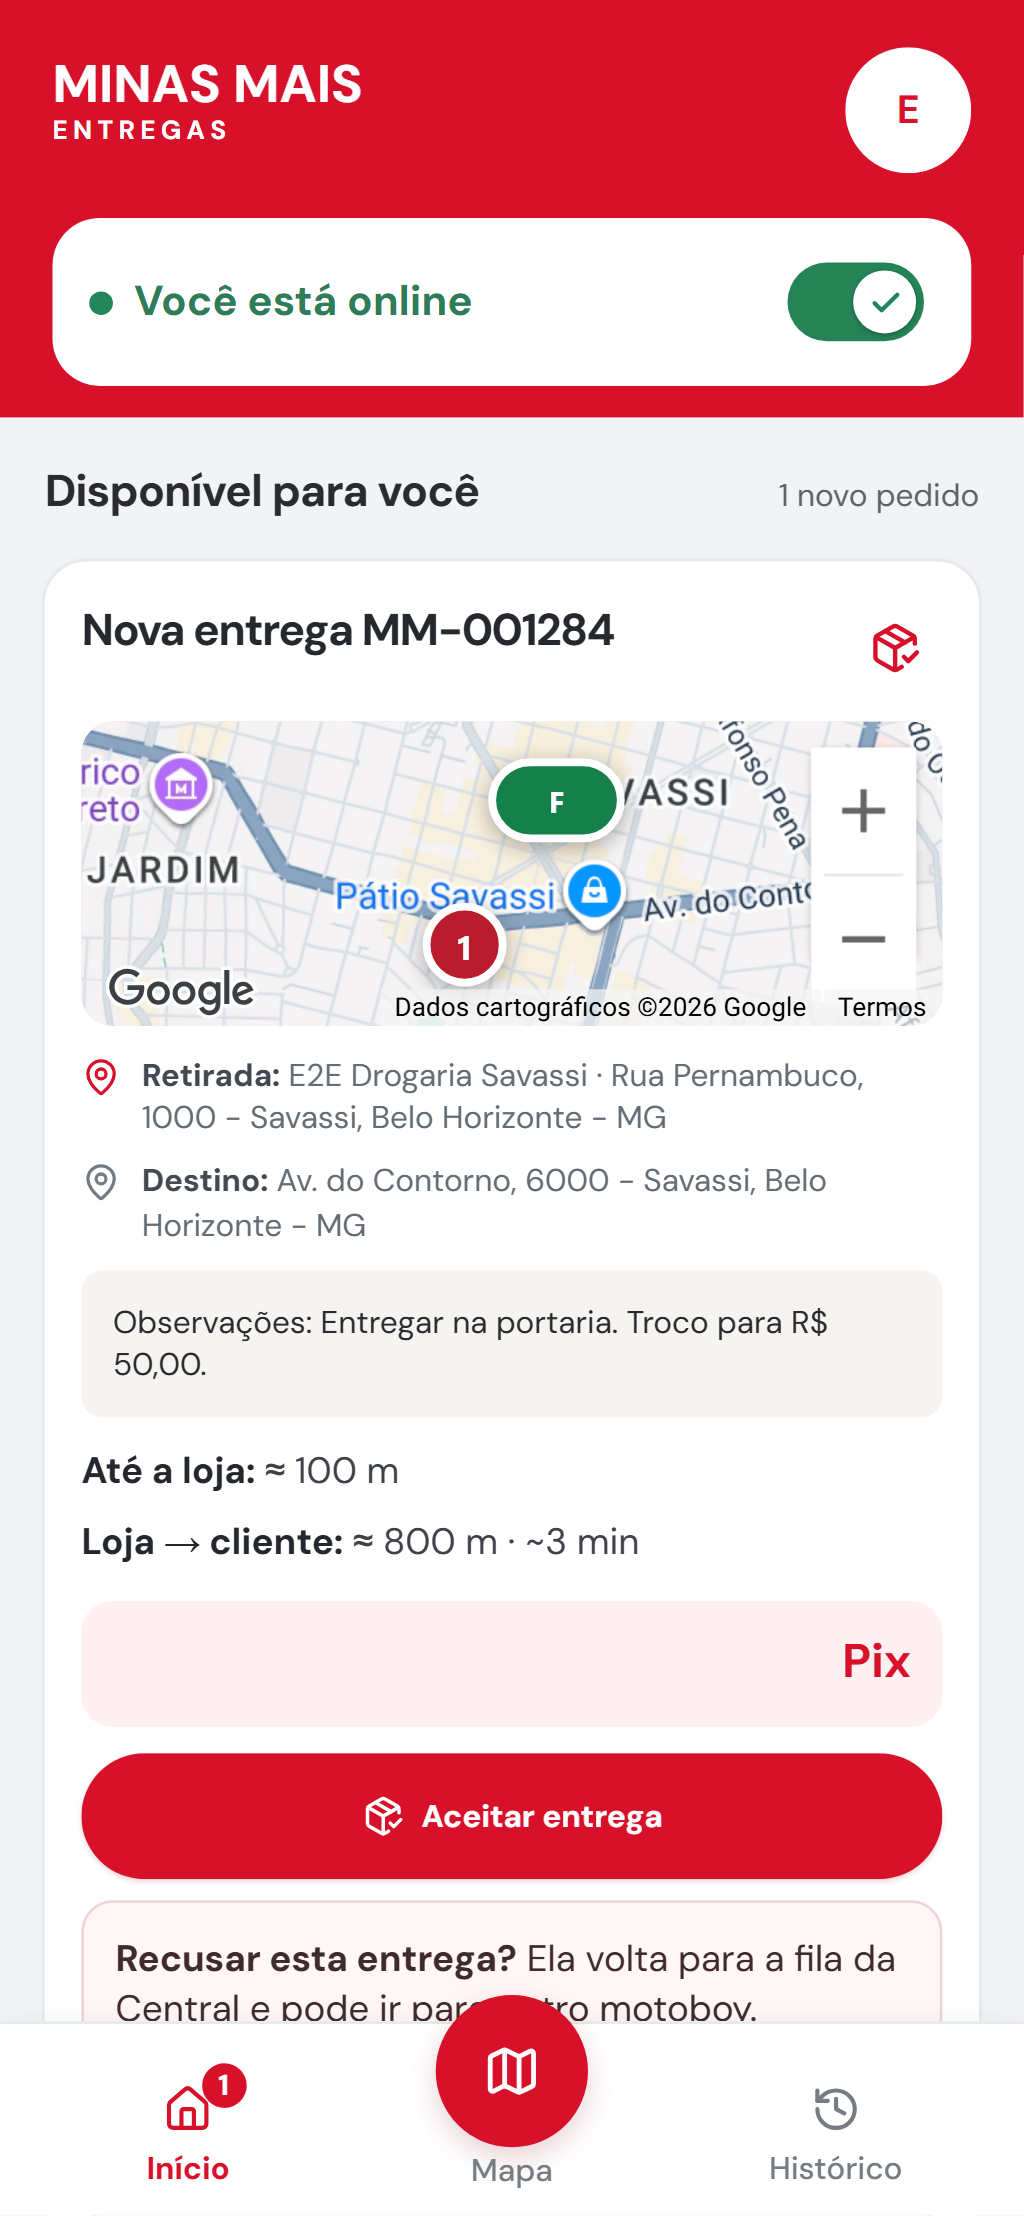 MINAS MAIS
ENTREGAS
E
Você está online
Disponível para você
1 novo pedido
Nova entrega MM-001284
rico
reto
JARDIM
F
VASSI
fonso Pena
do C
Pátio Savassi
Av. do Conto
1
Google
Dados cartográficos ©2026 Google
Termos
Retirada: E2E Drogaria Savassi · Rua Pernambuco,
1000 - Savassi, Belo Horizonte - MG
Destino: Av. do Contorno, 6000 - Savassi, Belo
Horizonte - MG
Observações: Entregar na portaria. Troco para R$
50,00.
Até a loja: ≈ 100 m
Loja → cliente: ≈ 800 m · ~3 min
Pix
Aceitar entrega
Recusar esta entrega? Ela volta para a fila da
Central e pode ir para outro motoboy.
1
Início
Mapa
Histórico